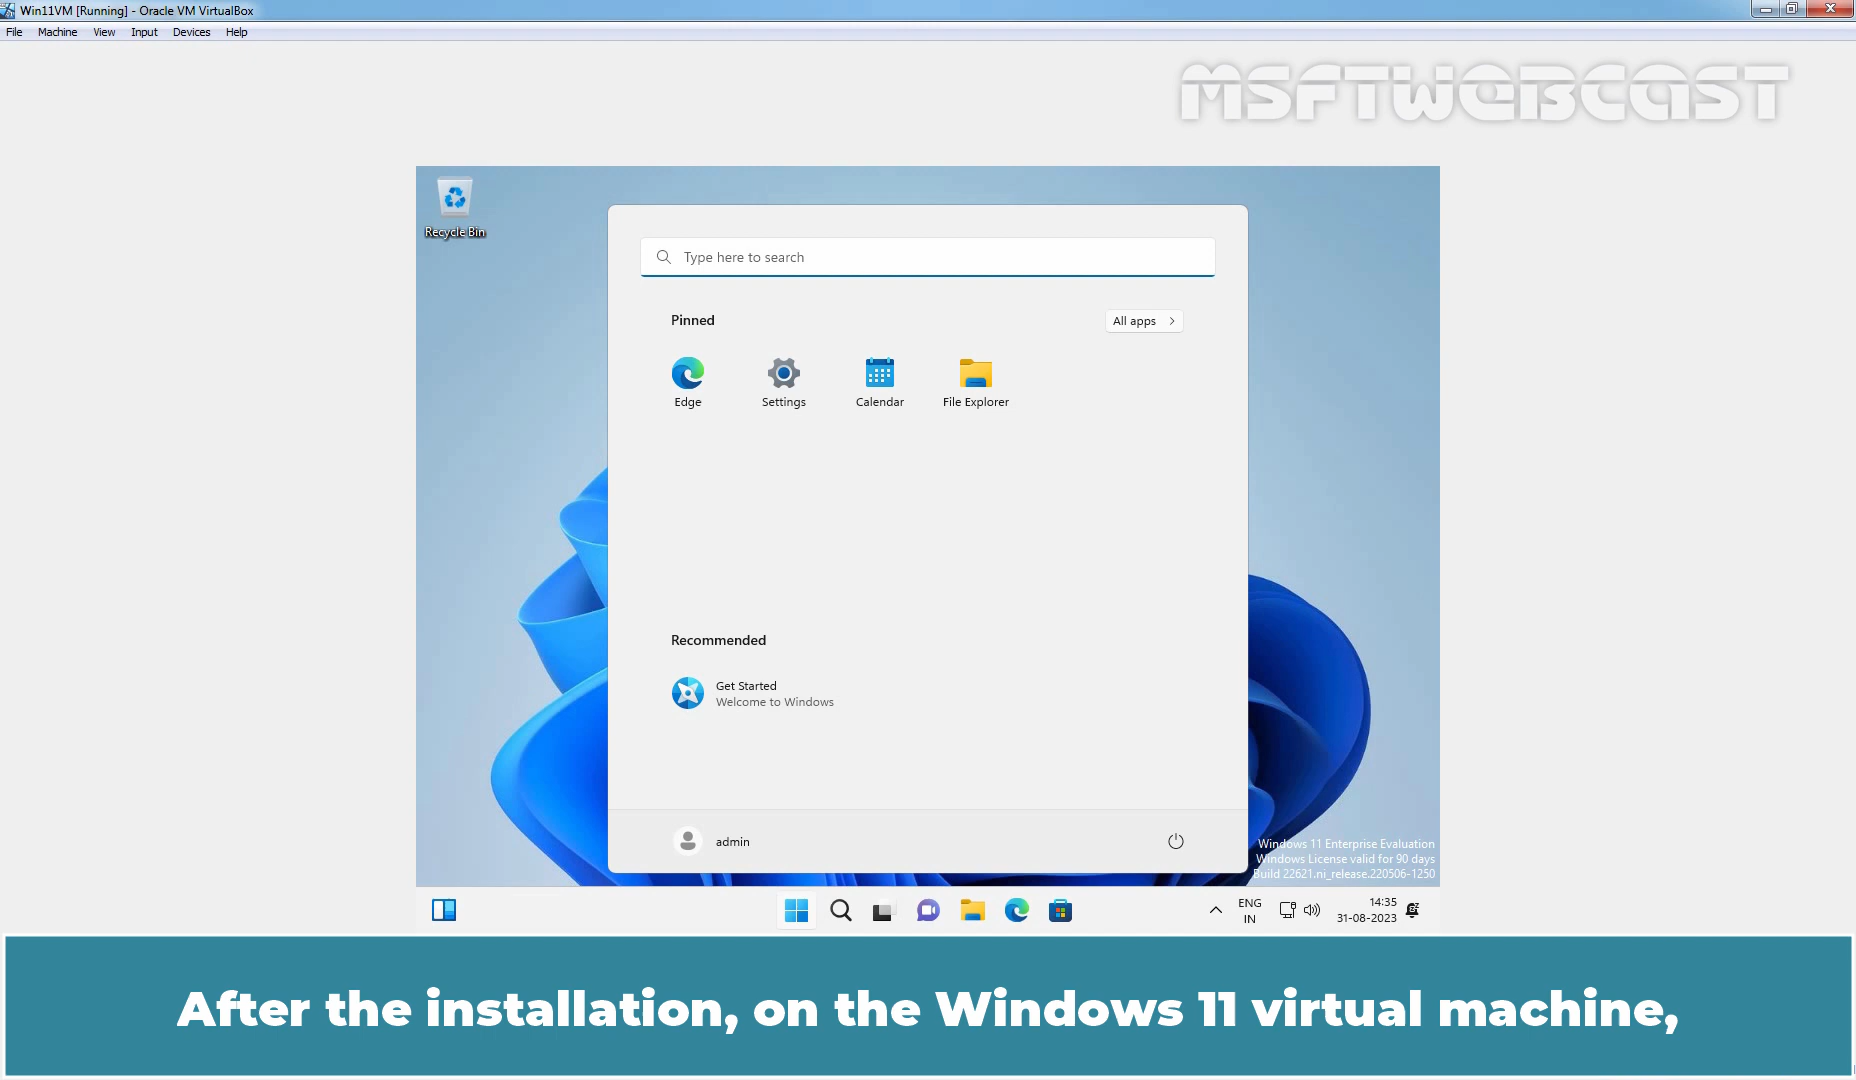 Win11VM [Running] - Oracle VM VirtualBox
File Machine View Input Devices Help
MSFTWEBCAST
Recycle Bin
Type here to search
Pinned
All apps
Edge
Settings
Calendar
File Explorer
Recommended
Get Started
Welcome to Windows
admin
Windows 11 Enterprise Evaluation
Windows License valid for 90 days
Build 22621.ni_release.220506-1250
ENG
IN
14:35
31-08-2023
After the installation, on the Windows 11 virtual machine,